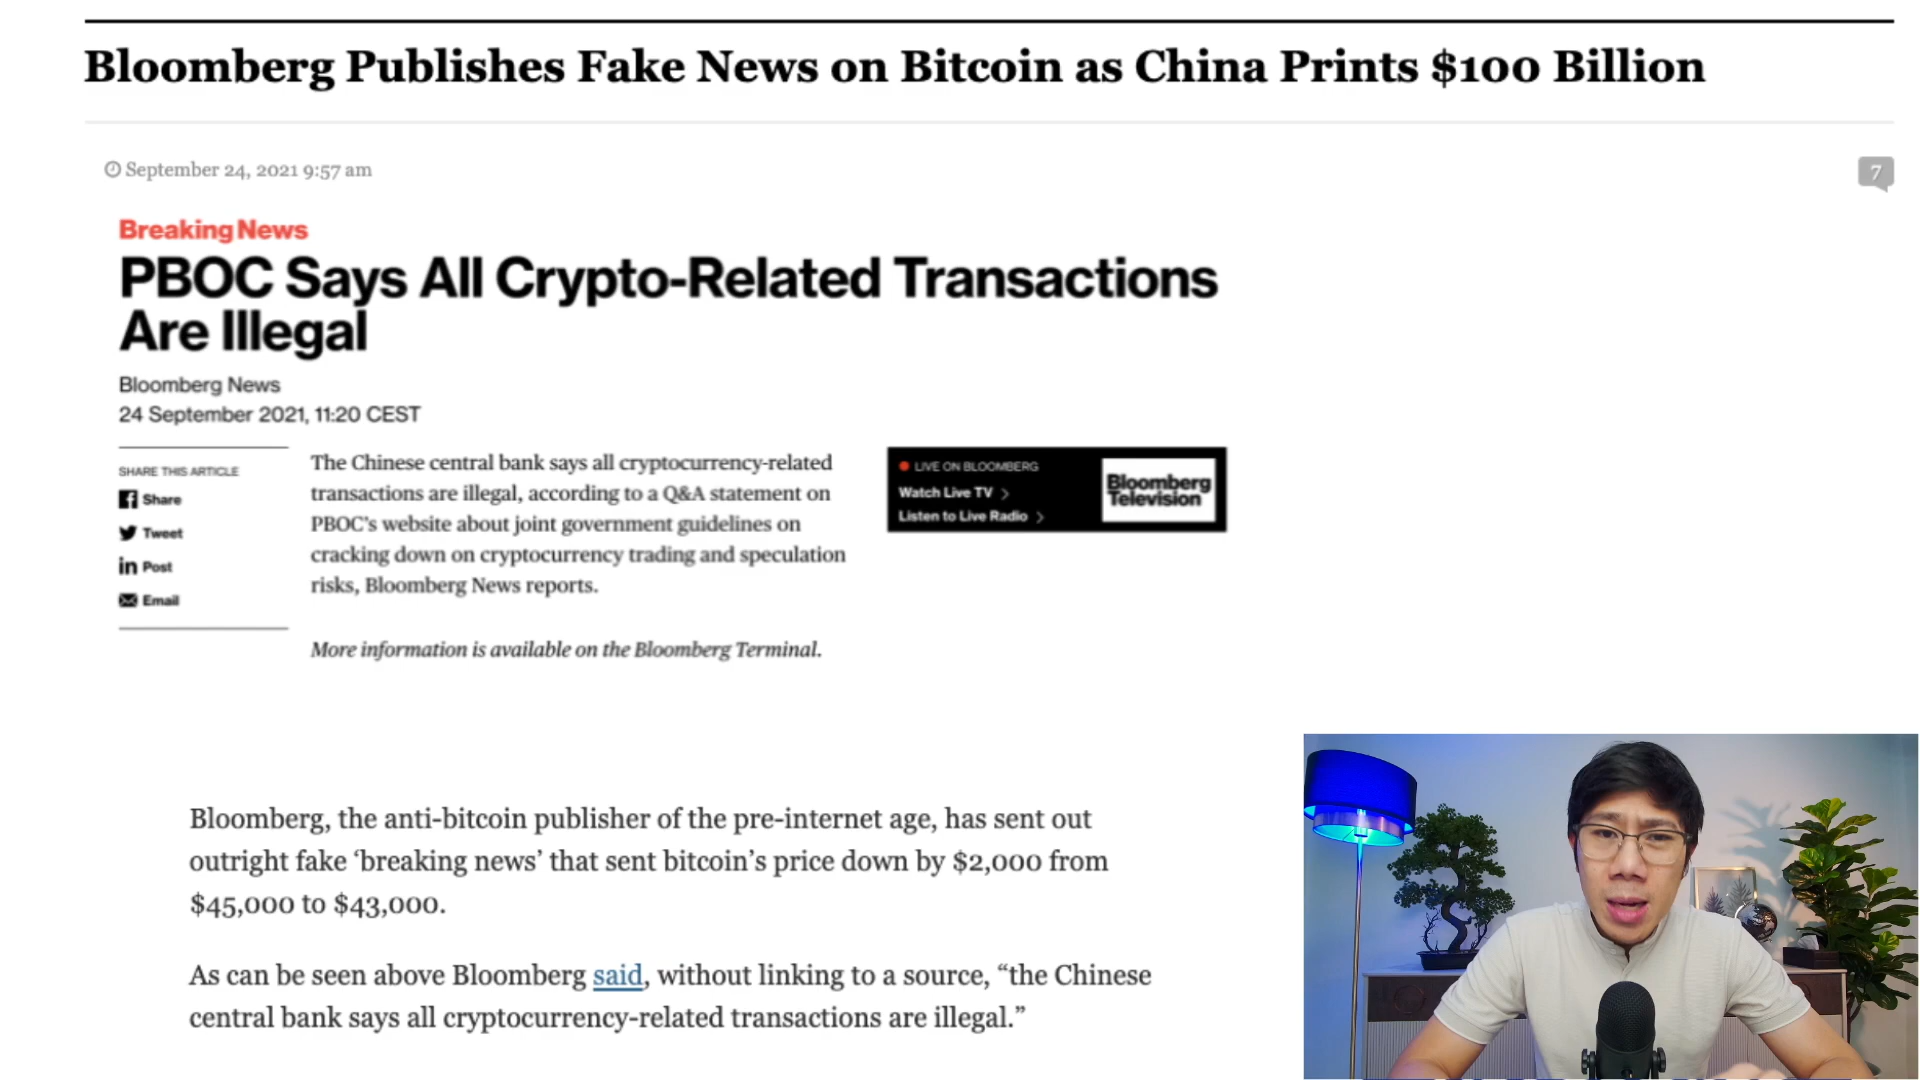 Bloomberg Publishes Fake News on Bitcoin as China Prints $100 Billion
September 24, 2021 9:57 am
7
Breaking News
PBOC Says All Crypto-Related Transactions
Are Illegal
Bloomberg News
24 September 2021, 11:20 CEST
SHARE THIS ARTICLE
Share
Tweet
in Post
Email
The Chinese central bank says all cryptocurrency-related
transactions are illegal, according to a Q&A statement on
PBOC's website about joint government guidelines on
cracking down on cryptocurrency trading and speculation
risks, Bloomberg News reports.
More information is available on the Bloomberg Terminal.
LIVE ON BLOOMBERG
Watch Live TV >
Listen to Live Radio >
Bloomberg
Television
Bloomberg, the anti-bitcoin publisher of the pre-internet age, has sent out
outright fake ‘breaking news’ that sent bitcoin’s price down by $2,000 from
$45,000 to $43,000.
As can be seen above Bloomberg said, without linking to a source, “the Chinese
central bank says all cryptocurrency-related transactions are illegal.”